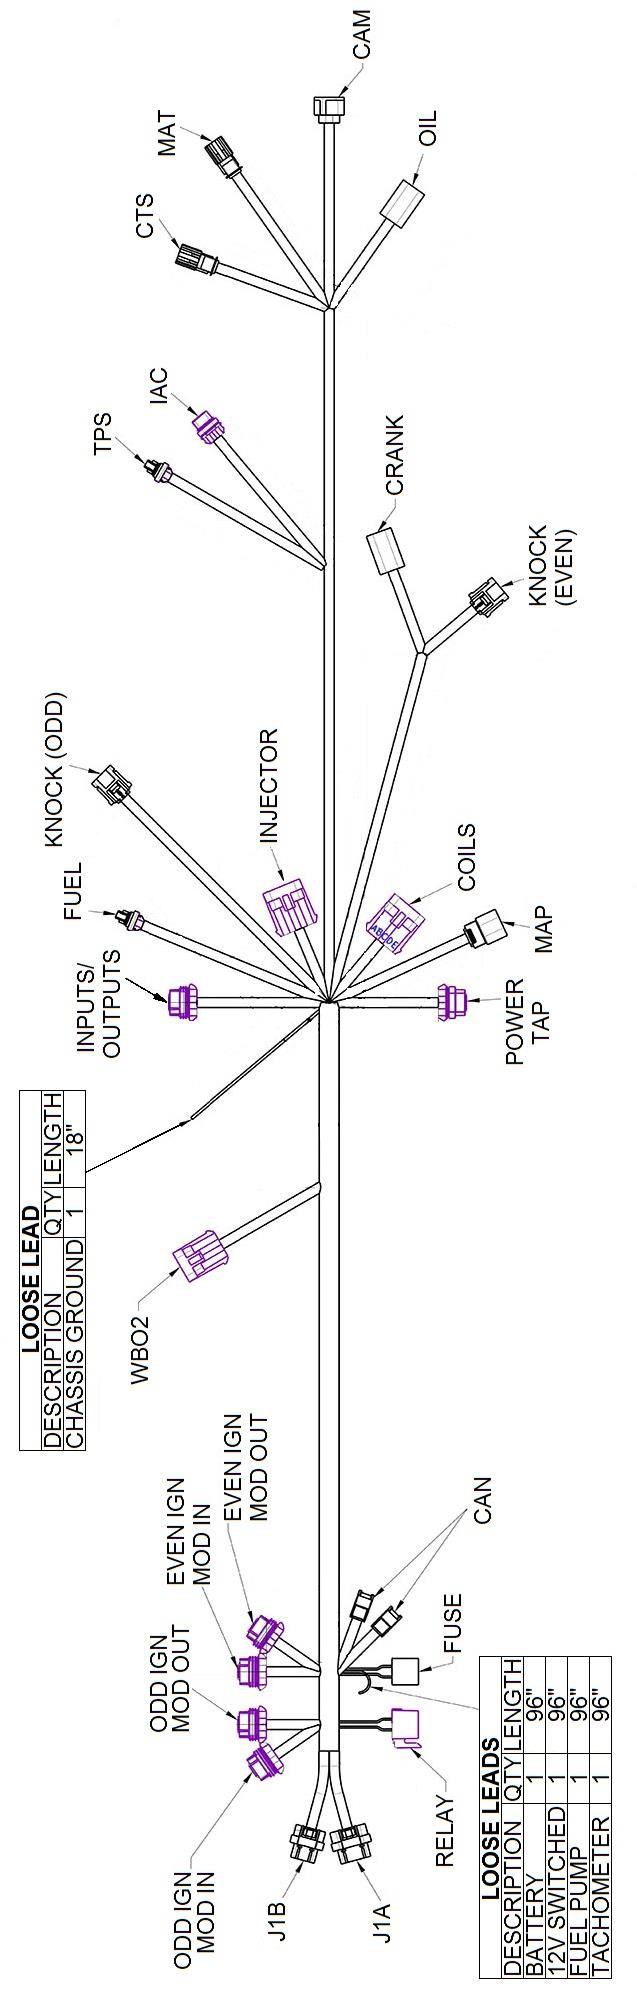 CAM
MAT
OIL
CTS
IAC
TPS
CRANK
KNOCK
(EVEN)
KNOCK (ODD)
INJECTOR
FUEL
COILS
ABCDE
MAP
INPUTS/
OUTPUTS
POWER
TAP
LOOSE LEAD
DESCRIPTION QTY LENGTH
CHASSIS GROUND 1 18"
WBO2
EVEN IGN
MOD OUT
EVEN IGN
MOD IN
CAN
ODD IGN
MOD OUT
FUSE
RELAY
ODD IGN
MOD IN
J1B
J1A
LOOSE LEADS
DESCRIPTION QTY LENGTH
BATTERY 1 96"
12V SWITCHED 1 96"
FUEL PUMP 1 96"
TACHOMETER 1 96"